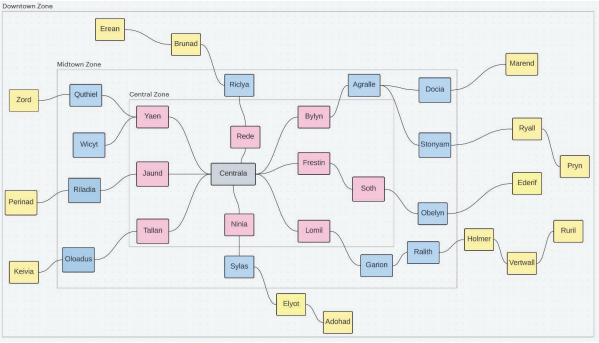 Downtown Zone
Erean
Brunad
Marend
Midtown Zone
Riclya
Agralle
Docia
Zord
Quthiel
Central Zone
Yaen
Bylyn
Ryall
Wicyt
Rede
Stonyam
Frestin
Pryn
Jaund
Centrala
Soth
Ederif
Riladia
Perinad
Obelyn
Ninia
Tallan
Lomil
Ruril
Holmer
Ralith
Oloadus
Sylas
Garion
Vertwall
Keivia
Elyot
Adohad